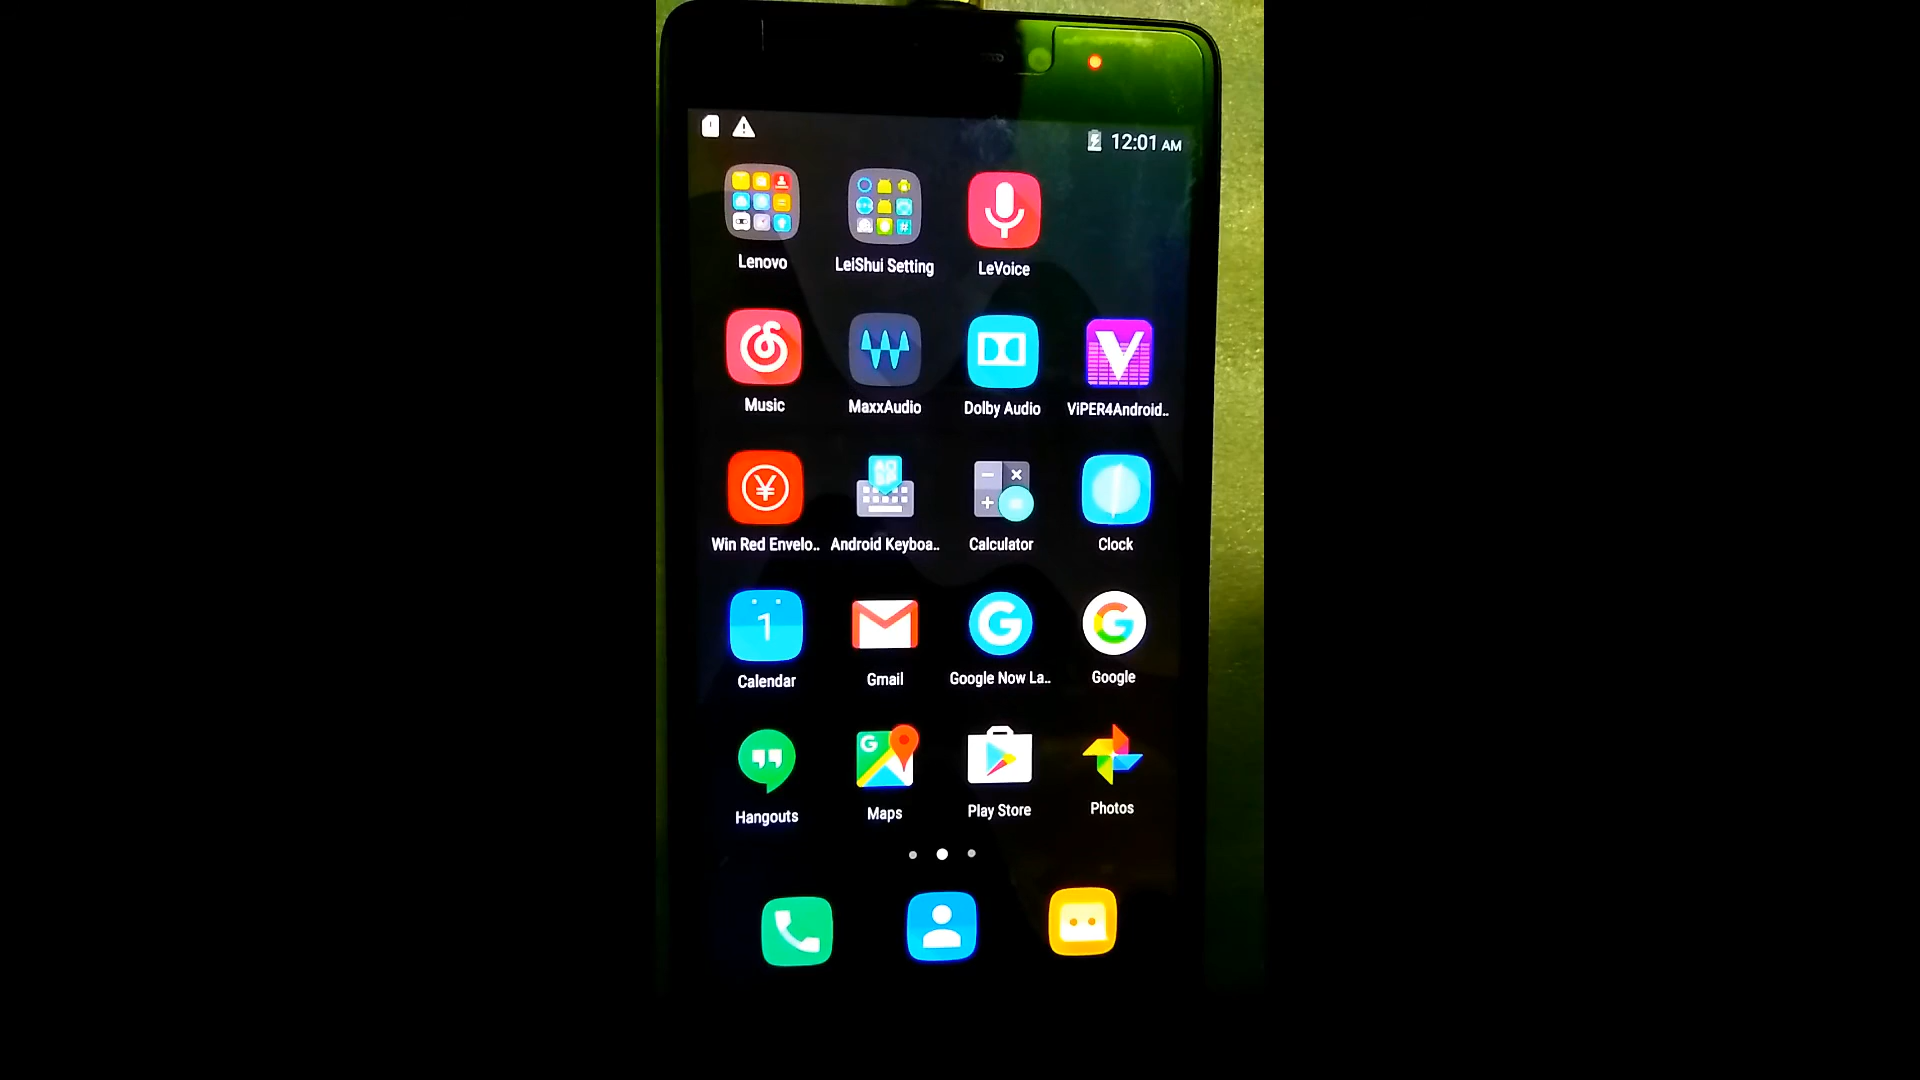 12:01 AM
Lenovo
LeiShui Setting
LeVoice
Music
MaxxAudio
Dolby Audio
ViPER4Android..
Win Red Envelo..
Android Keyboa..
Calculator
Clock
1
Calendar
Gmail
Google Now La..
Google
Hangouts
Maps
Play Store
Photos